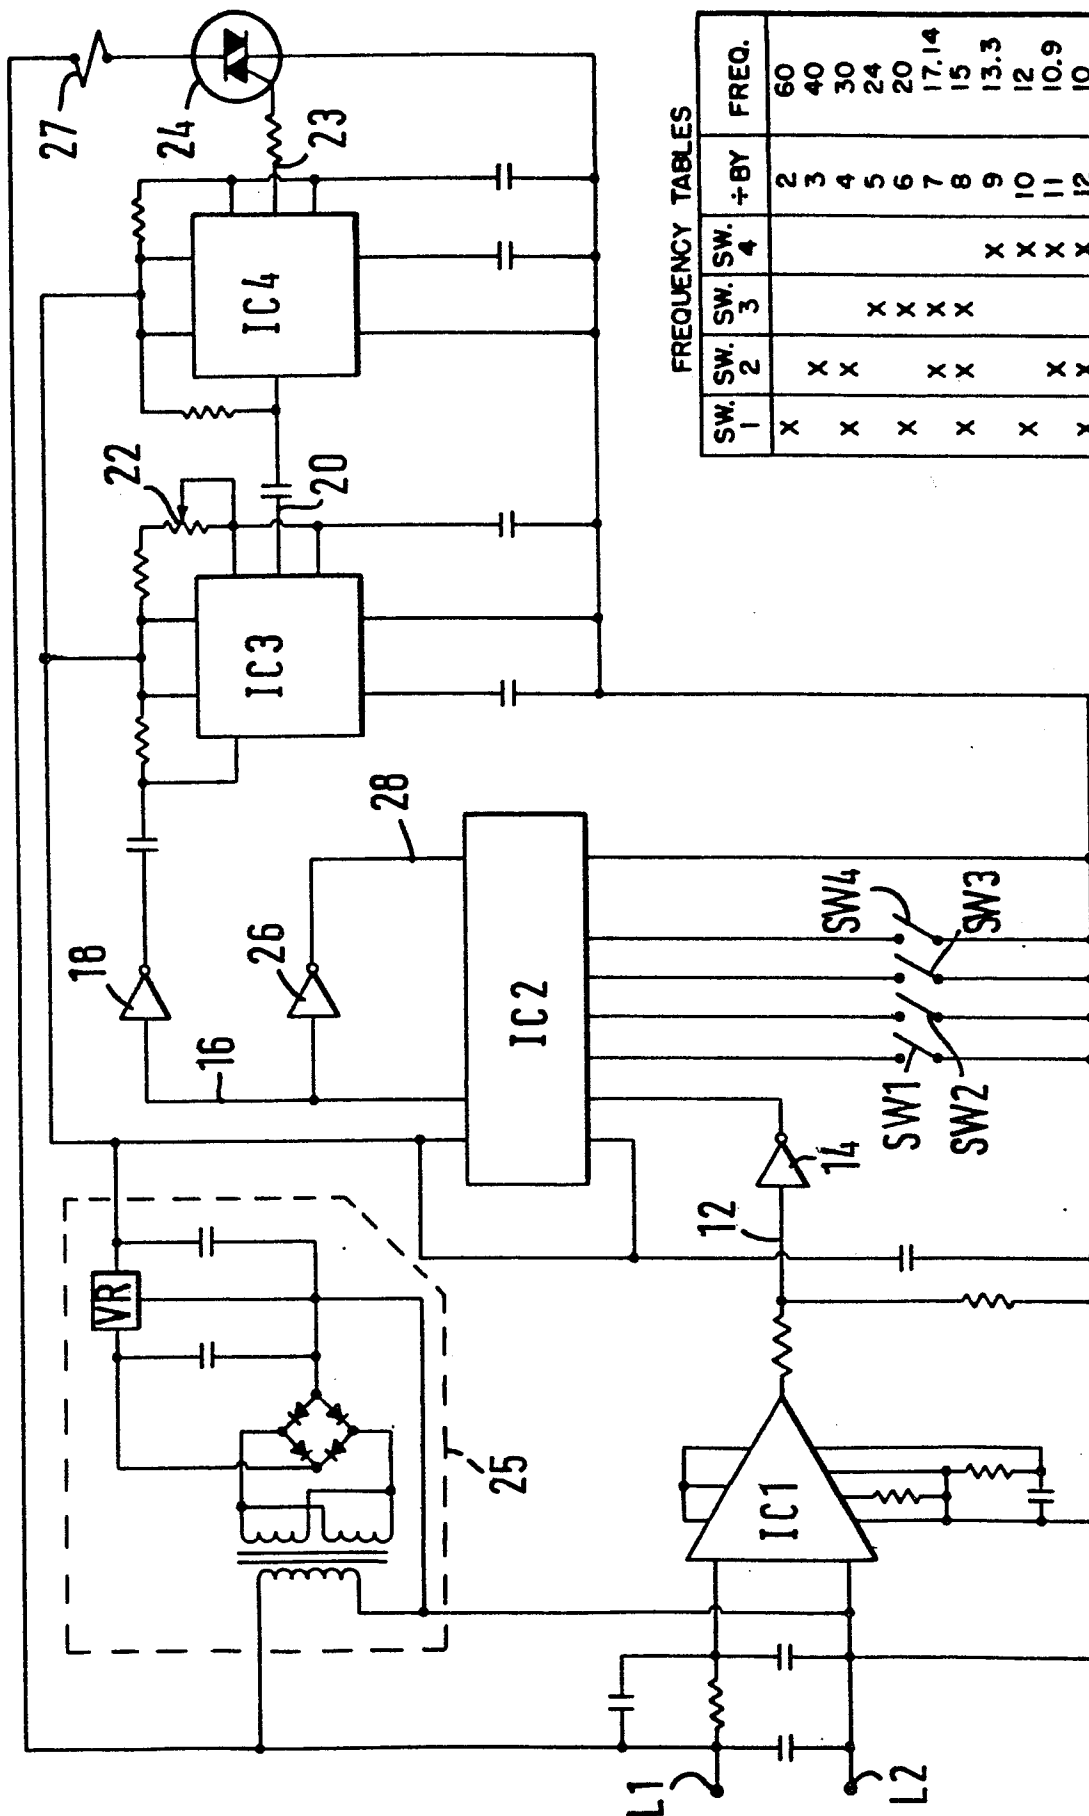 27
24
23
IC4
22
20
IC3
18
26
28
16
IC2
SW4
SW3
SW1
SW2
14
12
VR
25
IC1
L1
L2
FREQUENCY TABLES
SW. 1 SW. 2 SW. 3 SW. 4 ÷BY FREQ.
X 2 60
X 3 40
X X 4 30
X 5 24
X X 6 20
X X 7 17.14
X X X 8 15
X 9 13.3
X X 10 12
X X 11 10.9
X X X 12 10